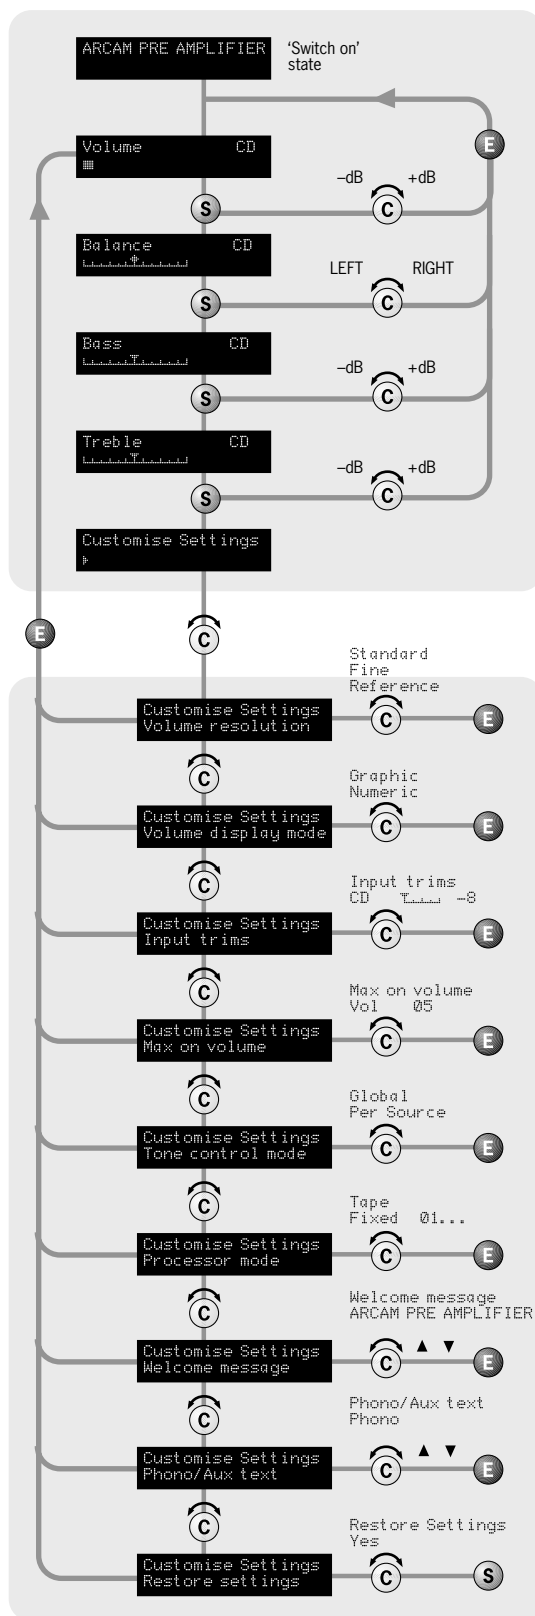 ARCAM PRE AMPLIFIER
‘Switch on’
state
E
Volume CD
–dB +dB
S
C
Balance CD
LEFT RIGHT
S
C
Bass CD
–dB +dB
S
C
Treble CD
–dB +dB
S
C
Customise Settings
E
C
Standard
Fine
Reference
Customise Settings
Volume resolution
C
E
C
Graphic
Numeric
Customise Settings
Volume display mode
C
E
C
Input trims
CD –8
Customise Settings
Input trims
C
E
C
Max on volume
Vol 05
Customise Settings
Max on volume
C
E
C
Global
Per Source
Customise Settings
Tone control mode
C
E
C
Tape
Fixed 01...
Customise Settings
Processor mode
C
E
C
Welcome message
ARCAM PRE AMPLIFIER
Customise Settings
Welcome message
C
E
C
Phono/Aux text
Phono
Customise Settings
Phono/Aux text
C
E
C
Restore Settings
Yes
Customise Settings
Restore settings
C
S